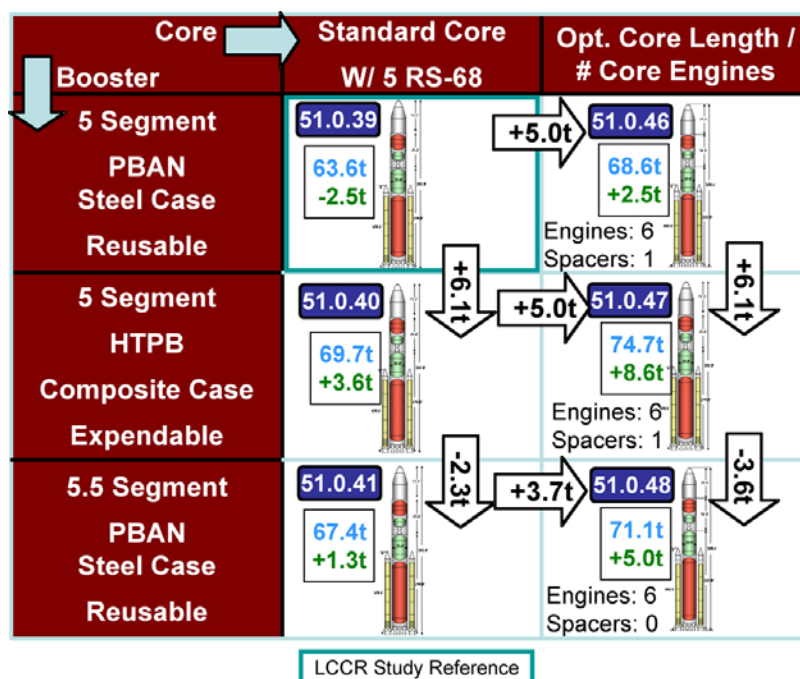 Core
Booster
Standard Core
W/ 5 RS-68
Opt. Core Length /
# Core Engines
5 Segment
PBAN
Steel Case
Reusable
51.0.39
63.6t
-2.5t
+5.0t
51.0.46
68.6t
+2.5t
Engines: 6
Spacers: 1
+6.1t
+6.1t
5 Segment
HTPB
Composite Case
Expendable
51.0.40
69.7t
+3.6t
+5.0t
51.0.47
74.7t
+8.6t
Engines: 6
Spacers: 1
-2.3t
-3.6t
5.5 Segment
PBAN
Steel Case
Reusable
51.0.41
67.4t
+1.3t
+3.7t
51.0.48
71.1t
+5.0t
Engines: 6
Spacers: 0
LCCR Study Reference